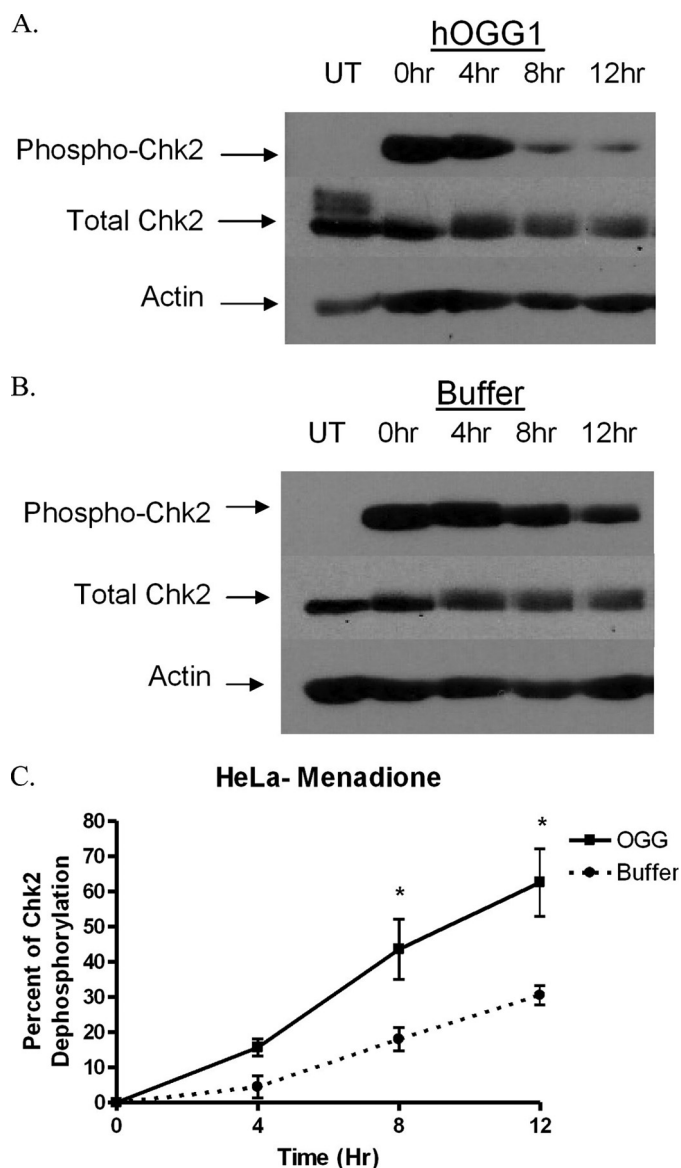 A.
hOGG1
UT 0hr 4hr 8hr 12hr
Phospho-Chk2
Total Chk2
Actin
B.
Buffer
UT 0hr 4hr 8hr 12hr
Phospho-Chk2
Total Chk2
Actin
C.
HeLa- Menadione
Percent of Chk2
Dephosphorylation
80
70
60
50
40
30
20
10
0
0 4 8 12
Time (Hr)
* *
OGG
Buffer